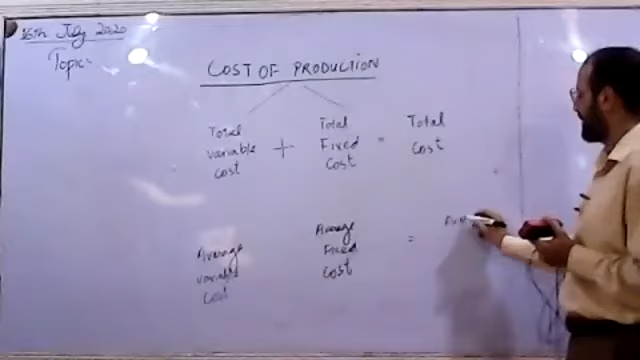 16th July 2020
Topic:
COST OF PRODUCTION
Total variable cost + Total Fixed Cost = Total Cost
Average variable cost
Average Fixed Cost =